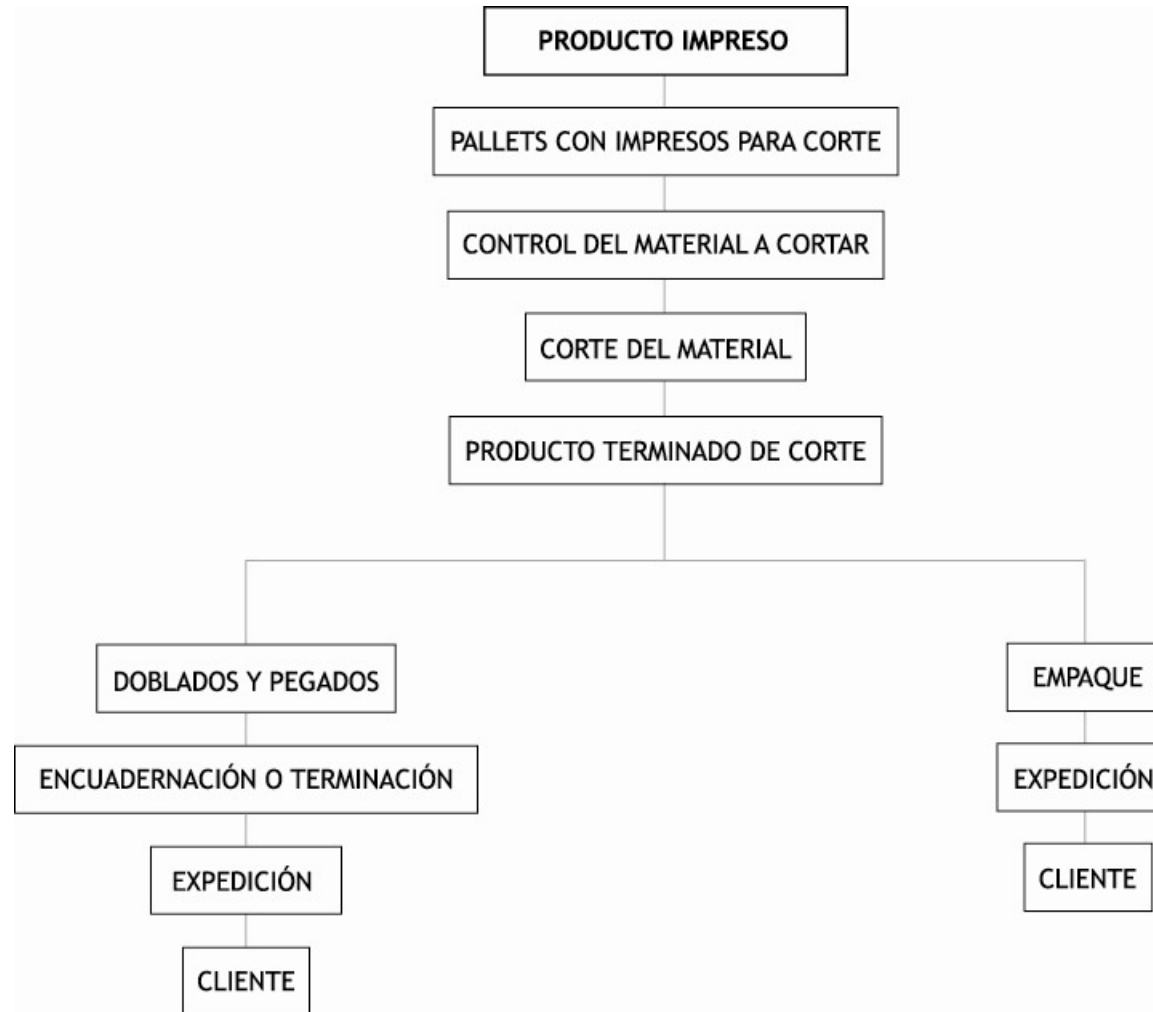 PRODUCTO IMPRESO
PALLETS CON IMPRESOS PARA CORTE
CONTROL DEL MATERIAL A CORTAR
CORTE DEL MATERIAL
PRODUCTO TERMINADO DE CORTE
DOBLADOS Y PEGADOS
ENCUADERNACIÓN O TERMINACIÓN
EXPEDICIÓN
CLIENTE
EMPAQUE
EXPEDICIÓN
CLIENTE